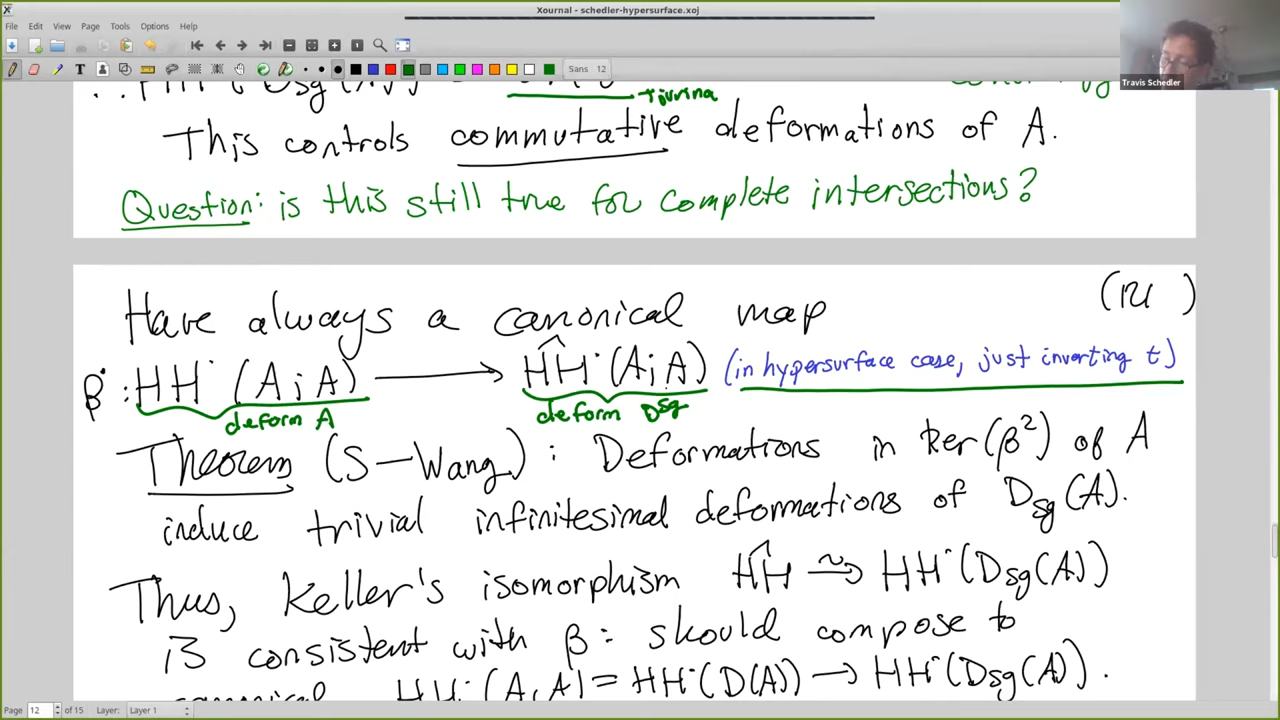 Xournal - schedler-hypersurface.xoj
File Edit View Page Tools Options Help
Sans 12
Travis Schedler
Tjurina
This controls commutative deformations of A.
Question: is this still true for complete intersections?
Have always a canonical map
β˙: HH˙(A; A) → ĤH˙(A; A) (in hypersurface case, just inverting t)
deform A deform Dsg
Theorem (S–Wang): Deformations in ker(β²) of A
induce trivial infinitesimal deformations of Dsg(A).
Thus, Keller's isomorphism ĤH ⥲ HH˙(Dsg(A))
is consistent with β: should compose to
canonical HH˙(A, A) = HH˙(D(A)) → HH˙(Dsg(A)).
Page 12 of 15 Layer: Layer 1